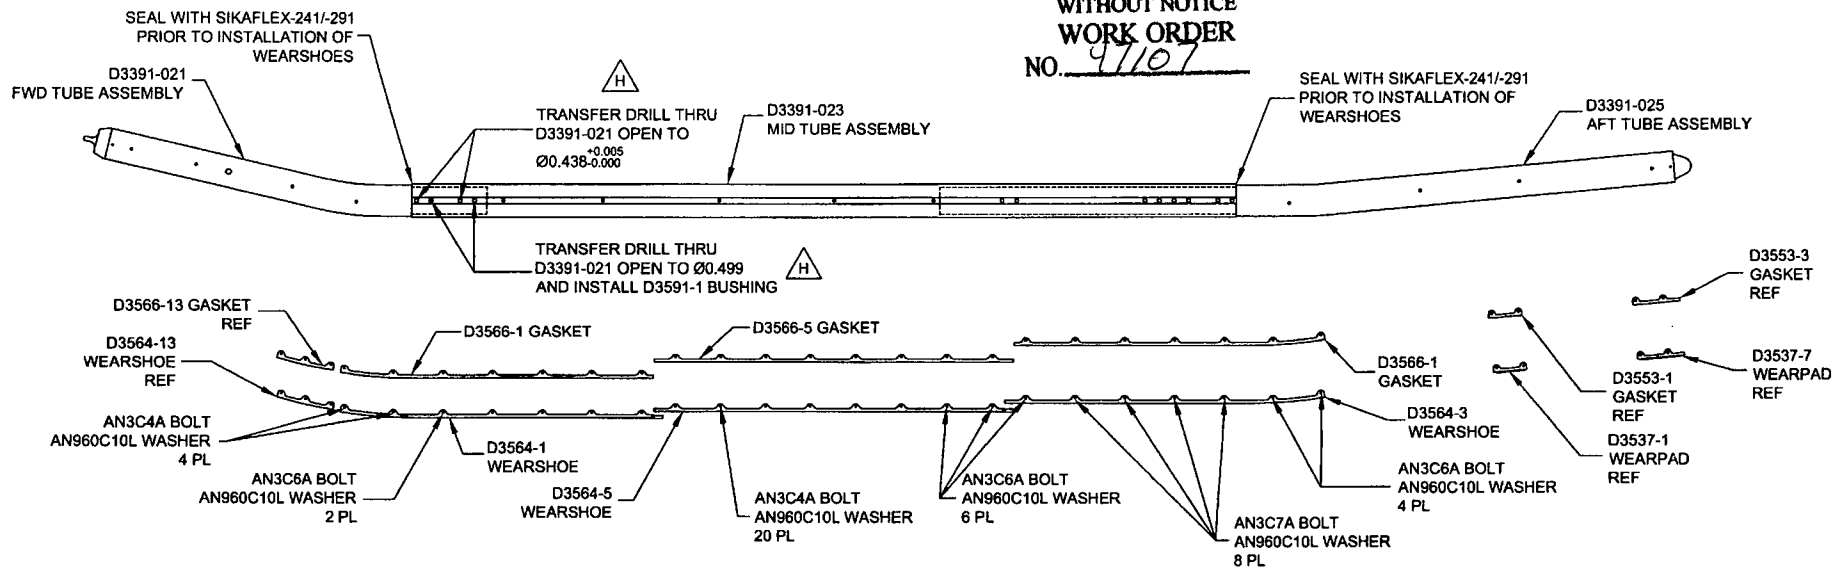 WITHOUT NOTICE
WORK ORDER
NO. 97107
SEAL WITH SIKAFLEX-241/-291
PRIOR TO INSTALLATION OF
WEARSHOES
D3391-021
FWD TUBE ASSEMBLY
H
TRANSFER DRILL THRU
D3391-021 OPEN TO
Ø0.438+0.005
-0.000
D3391-023
MID TUBE ASSEMBLY
SEAL WITH SIKAFLEX-241/-291
PRIOR TO INSTALLATION OF
WEARSHOES
D3391-025
AFT TUBE ASSEMBLY
TRANSFER DRILL THRU
D3391-021 OPEN TO Ø0.499
AND INSTALL D3591-1 BUSHING
H
D3566-13 GASKET
REF
D3564-13
WEARSHOE
REF
D3566-1 GASKET
D3566-5 GASKET
D3553-3
GASKET
REF
D3566-1
GASKET
D3553-1
GASKET
REF
D3537-7
WEARPAD
REF
AN3C4A BOLT
AN960C10L WASHER
4 PL
D3564-1
WEARSHOE
AN3C6A BOLT
AN960C10L WASHER
2 PL
D3564-5
WEARSHOE
AN3C4A BOLT
AN960C10L WASHER
20 PL
AN3C6A BOLT
AN960C10L WASHER
6 PL
AN3C7A BOLT
AN960C10L WASHER
8 PL
AN3C6A BOLT
AN960C10L WASHER
4 PL
D3564-3
WEARSHOE
D3537-1
WEARPAD
REF